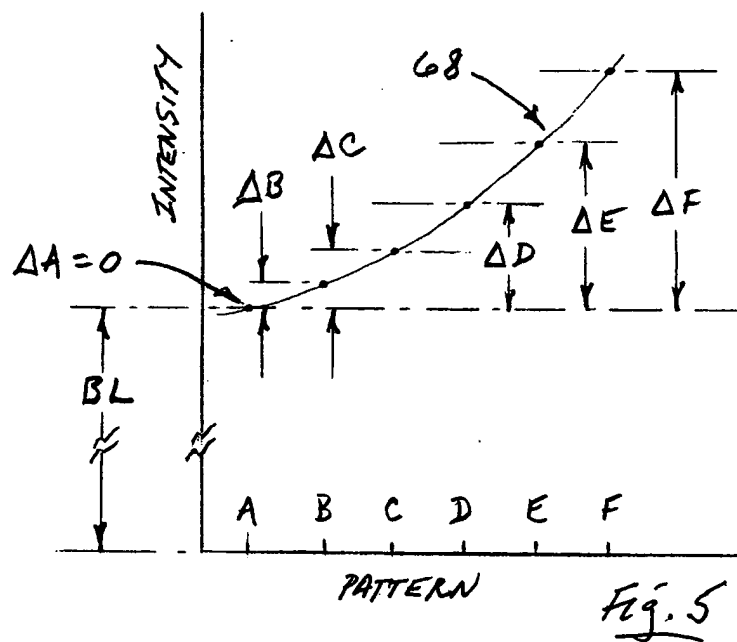 INTENSITY
68
ΔC
ΔB
ΔF
ΔE
ΔD
ΔA=0
BL
A B C D E F
PATTERN
Fig. 5